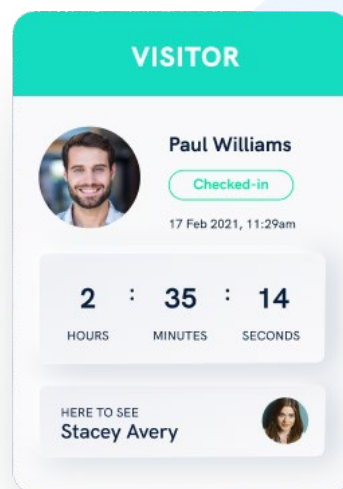 VISITOR
Paul Williams
Checked-in
17 Feb 2021, 11:29am
2 : 35 : 14
HOURS MINUTES SECONDS
HERE TO SEE
Stacey Avery